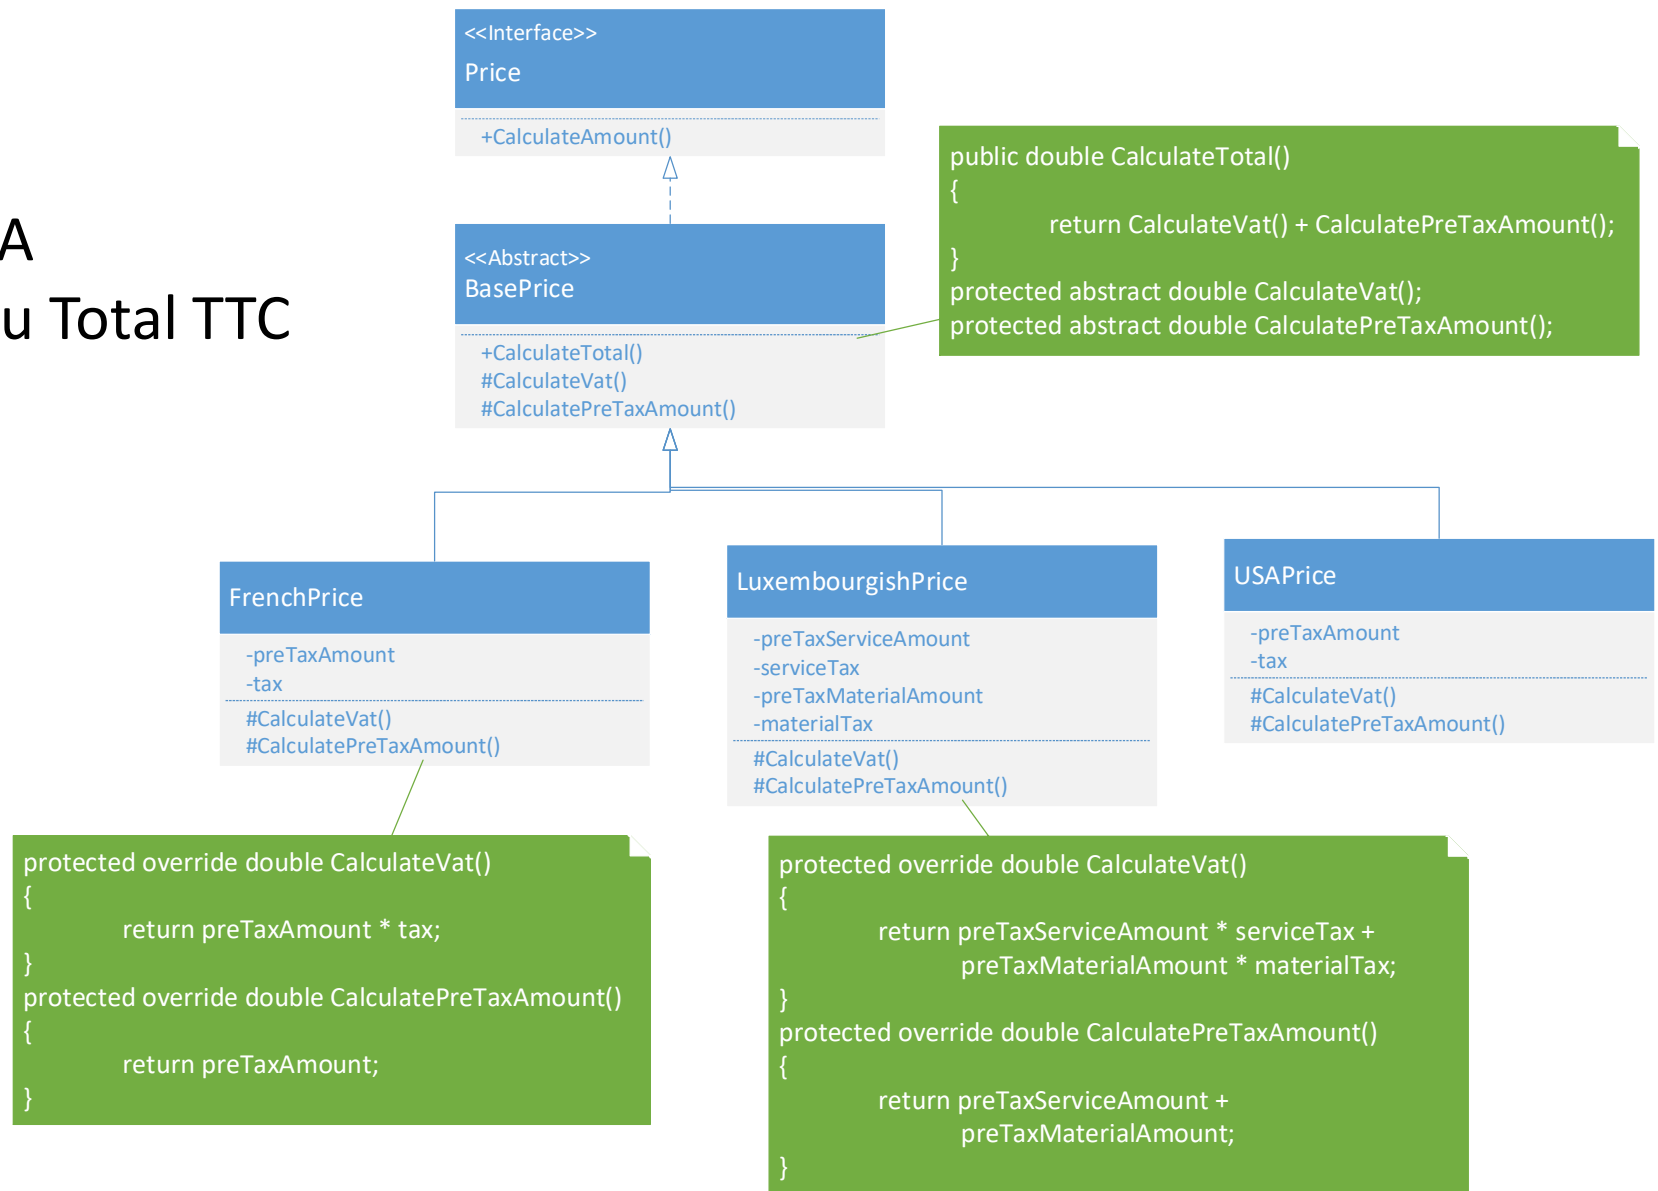 <<Interface>>
Price
+CalculateAmount()
public double CalculateTotal()
{
return CalculateVat() + CalculatePreTaxAmount();
}
protected abstract double CalculateVat();
protected abstract double CalculatePreTaxAmount();
A
u Total TTC
<<Abstract>>
BasePrice
+CalculateTotal()
#CalculateVat()
#CalculatePreTaxAmount()
FrenchPrice
-preTaxAmount
-tax
#CalculateVat()
#CalculatePreTaxAmount()
LuxembourgishPrice
-preTaxServiceAmount
-serviceTax
-preTaxMaterialAmount
-materialTax
#CalculateVat()
#CalculatePreTaxAmount()
USAPrice
-preTaxAmount
-tax
#CalculateVat()
#CalculatePreTaxAmount()
protected override double CalculateVat()
{
return preTaxAmount * tax;
}
protected override double CalculatePreTaxAmount()
{
return preTaxAmount;
}
protected override double CalculateVat()
{
return preTaxServiceAmount * serviceTax +
preTaxMaterialAmount * materialTax;
}
protected override double CalculatePreTaxAmount()
{
return preTaxServiceAmount +
preTaxMaterialAmount;
}